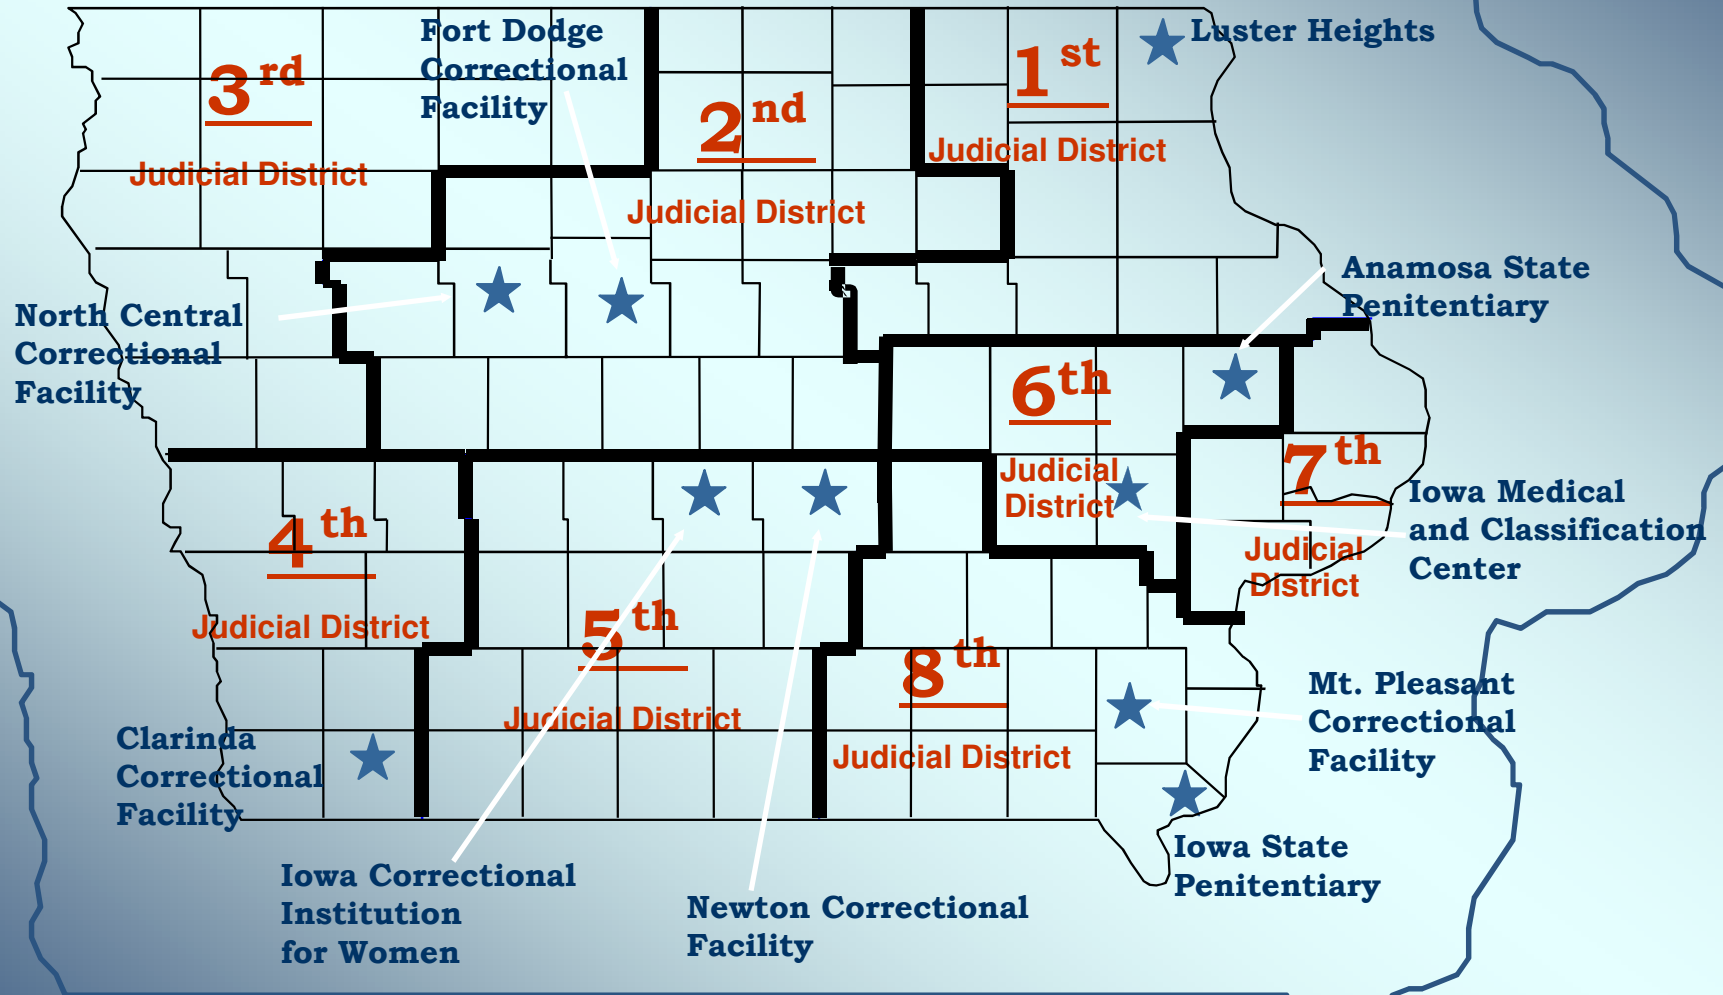 Fort Dodge
Correctional
Facility
Luster Heights
3rd
Judicial District
2nd
Judicial District
1st
Judicial District
North Central
Correctional
Facility
Anamosa State
Penitentiary
6th
Judicial
District
7th
Judicial
District
Iowa Medical
and Classification
Center
4th
Judicial District
5th
Judicial District
8th
Judicial District
Mt. Pleasant
Correctional
Facility
Clarinda
Correctional
Facility
Iowa State
Penitentiary
Iowa Correctional
Institution
for Women
Newton Correctional
Facility